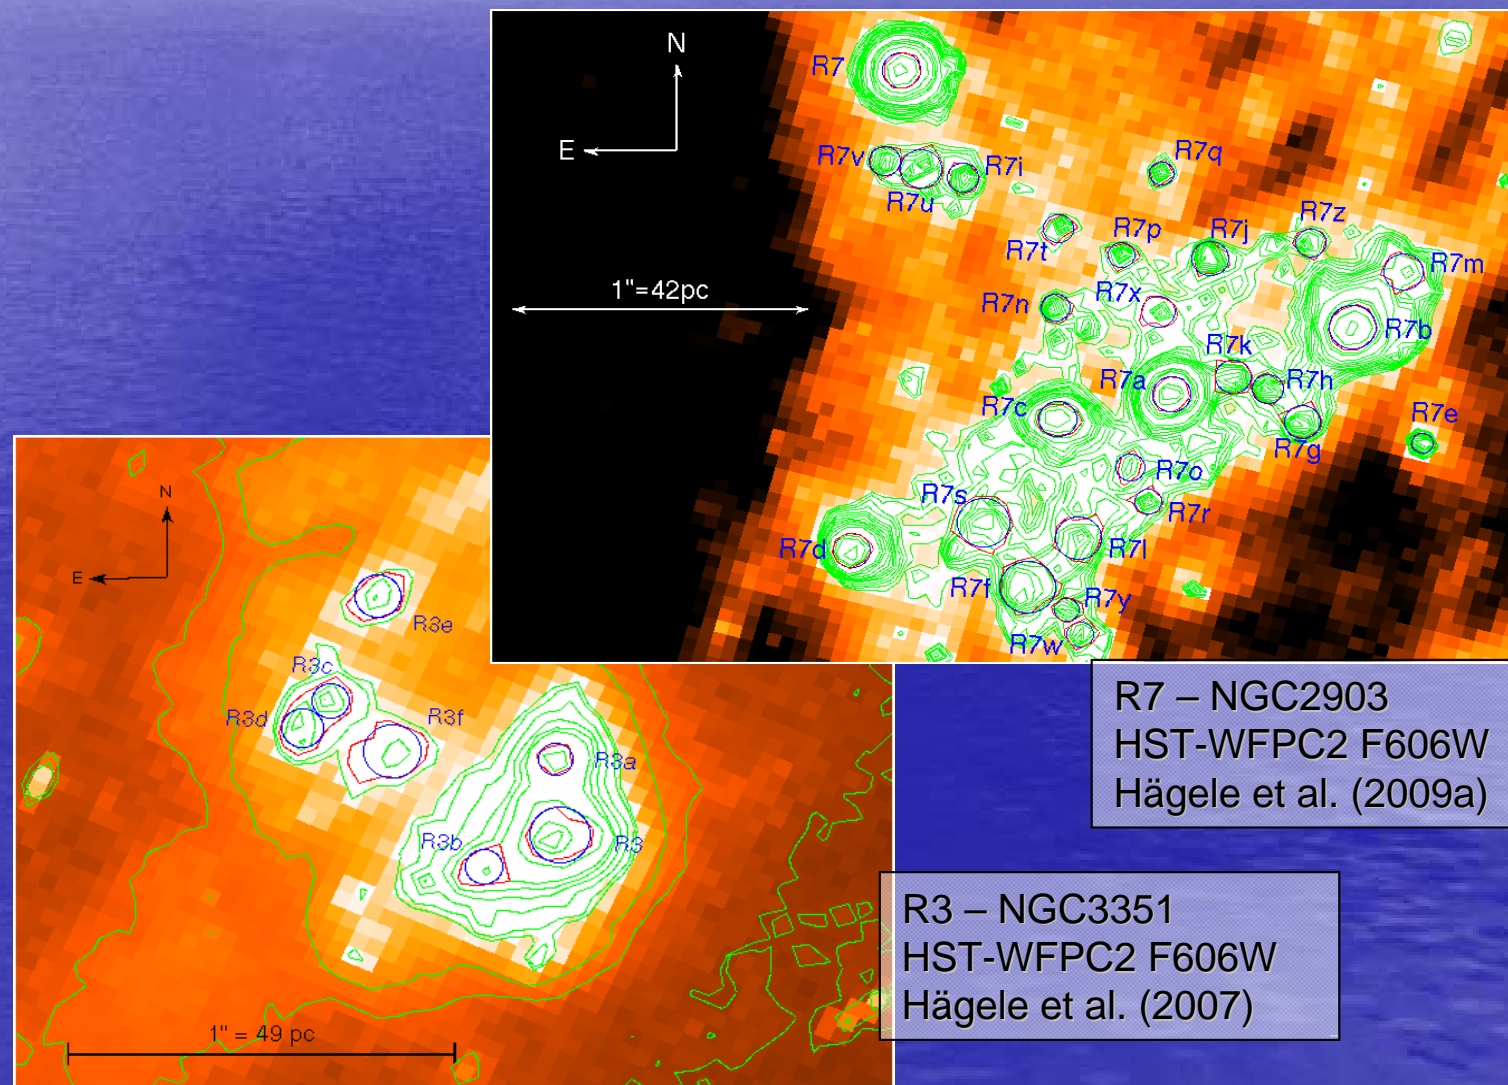 N
R7
E
R7v
R7i
R7q
R7u
R7t
R7p
R7j
R7z
R7m
1"=42pc
R7n
R7x
R7b
R7k
R7a
R7h
R7c
R7e
R7g
R7o
R7s
R7r
R7d
R7l
R7f
R7y
R7w
N
E
R3e
R3c
R3d
R3f
R3a
R3b
R3
1" = 49 pc
R7 – NGC2903
HST-WFPC2 F606W
Hägele et al. (2009a)
R3 – NGC3351
HST-WFPC2 F606W
Hägele et al. (2007)